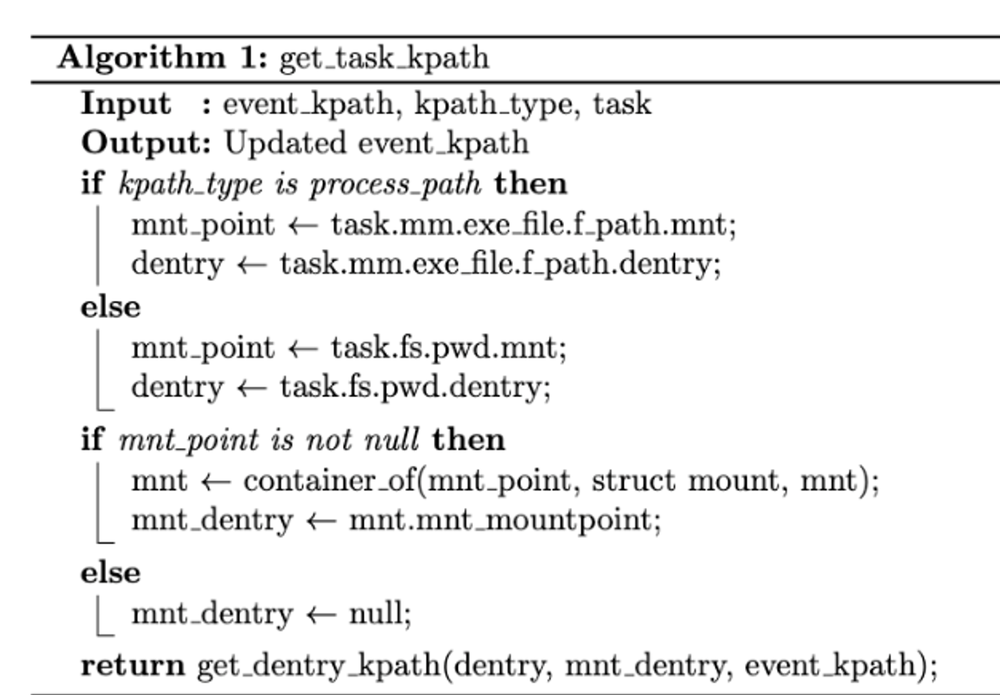 Algorithm 1: get_task_kpath
Input : event_kpath, kpath_type, task
Output: Updated event_kpath
if kpath_type is process_path then
mnt_point ← task.mm.exe_file.f_path.mnt;
dentry ← task.mm.exe_file.f_path.dentry;
else
mnt_point ← task.fs.pwd.mnt;
dentry ← task.fs.pwd.dentry;
if mnt_point is not null then
mnt ← container_of(mnt_point, struct mount, mnt);
mnt_dentry ← mnt.mnt_mountpoint;
else
mnt_dentry ← null;
return get_dentry_kpath(dentry, mnt_dentry, event_kpath);